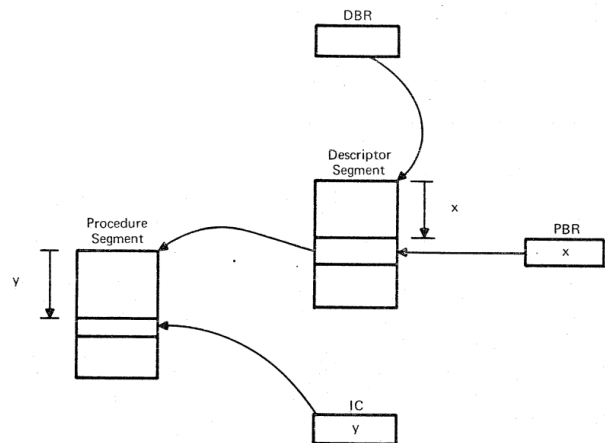 DBR
Descriptor
Segment
x
Procedure
Segment
PBR
x
y
IC
y